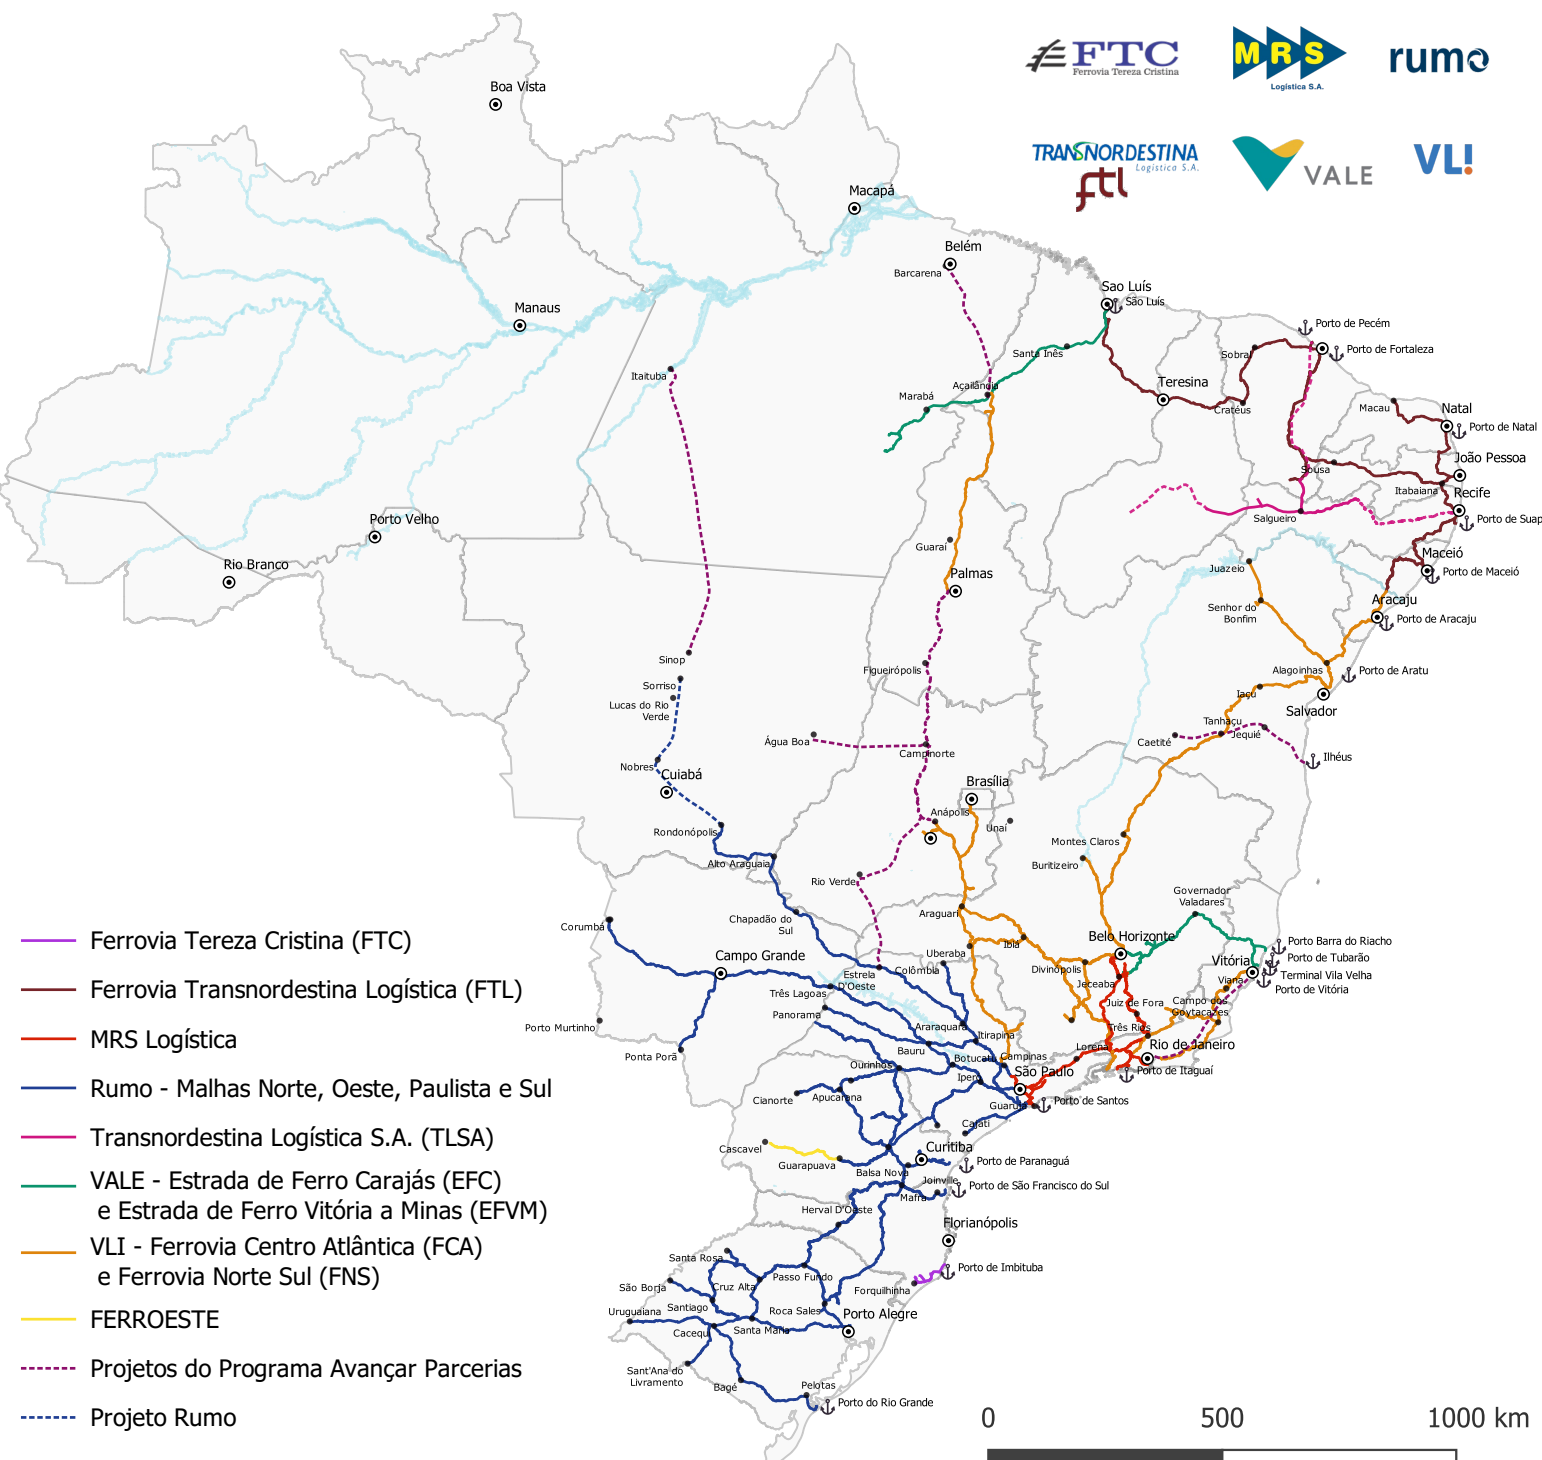 FTC
Ferrovia Tereza Cristina
MRS
Logística S.A.
rumo
TRANSNORDESTINA
Logística S.A.
ftl
VALE
VL!
Boa Vista
Macapá
Belém
Barcarena
Manaus
Sao Luís
São Luís
Santa Inês
Porto de Pecém
Porto de Fortaleza
Sobral
Itaituba
Açailândia
Marabá
Teresina
Cratéus
Macau
Natal
Porto de Natal
João Pessoa
Sousa
Itabaiana
Recife
Salgueiro
Porto de Suap
Porto Velho
Rio Branco
Guaraí
Palmas
Juazeio
Maceió
Porto de Maceió
Senhor do
Bonfim
Aracaju
Porto de Aracaju
Sinop
Sorriso
Lucas do Rio
Verde
Figueirópolis
Alagoinhas
Porto de Aratu
Iaçu
Salvador
Água Boa
Campinorte
Caetité
Tanhaçu
Jequié
Ilhéus
Nobres
Cuiabá
Brasília
Anápolis
Unaí
Rondonópolis
Montes Claros
Alto Araguaia
Buritizeiro
Rio Verde
Governador
Valadares
Corumbá
Chapadão do
Sul
Araguari
Ibiá
Belo Horizonte
Porto Barra do Riacho
Porto de Tubarão
Campo Grande
Uberaba
Vitória
Terminal Vila Velha
Porto de Vitória
Estrela
D'Oeste
Colômbia
Divinópolis
Jeceaba
Viana
Três Lagoas
Panorama
Juiz de Fora
Campo dos
Goytacazes
Porto Murtinho
Araraquara
Itirapina
Três Rios
Ponta Porã
Bauru
Botucatu
Campinas
Lorena
Rio de Janeiro
Ourinhos
Iperó
São Paulo
Porto de Itaguaí
Cianorte
Apucarana
Guarujá
Porto de Santos
Cajati
Cascavel
Guarapuava
Curitiba
Balsa Nova
Porto de Paranaguá
Joinville
Porto de São Francisco do Sul
Mafra
Herval D'Oeste
Florianópolis
Santa Rosa
Passo Fundo
Porto de Imbituba
São Borja
Cruz Alta
Forquilhinha
Uruguaiana
Santiago
Roca Sales
Porto Alegre
Cacequi
Santa Maria
Sant'Ana do
Livramento
Bagé
Pelotas
Porto do Rio Grande
Ferrovia Tereza Cristina (FTC)
Ferrovia Transnordestina Logística (FTL)
MRS Logística
Rumo - Malhas Norte, Oeste, Paulista e Sul
Transnordestina Logística S.A. (TLSA)
VALE - Estrada de Ferro Carajás (EFC)
e Estrada de Ferro Vitória a Minas (EFVM)
VLI - Ferrovia Centro Atlântica (FCA)
e Ferrovia Norte Sul (FNS)
FERROESTE
Projetos do Programa Avançar Parcerias
Projeto Rumo
0 500 1000 km